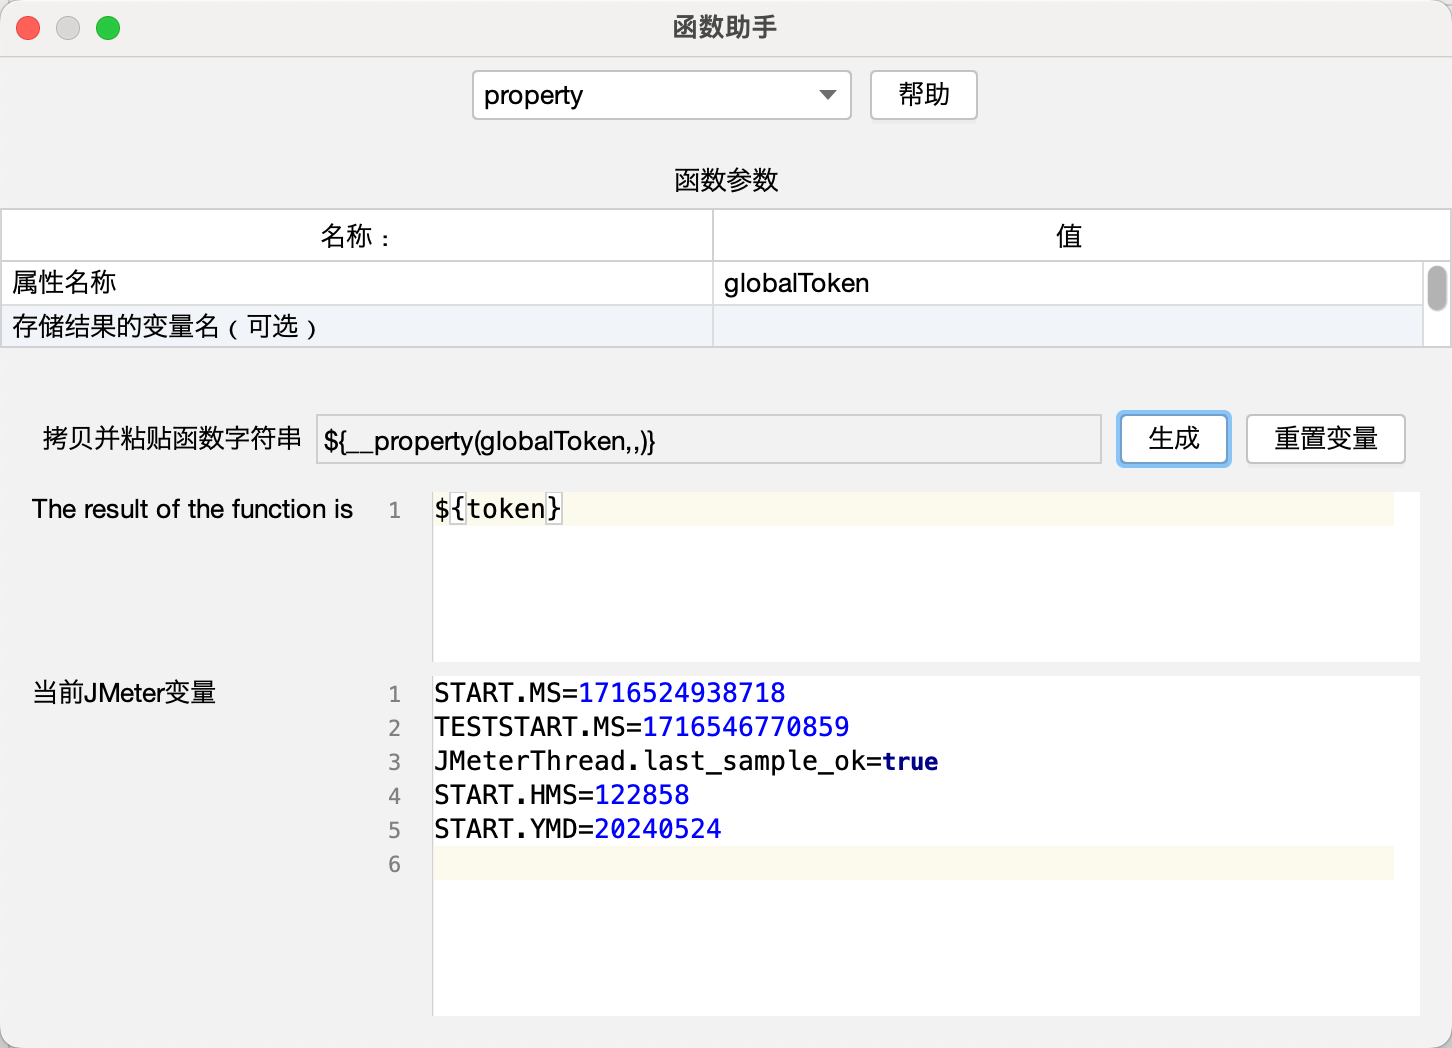 函数助手
property
帮助
函数参数
名称： 值
属性名称 globalToken
存储结果的变量名（可选）
拷贝并粘贴函数字符串 ${__property(globalToken,,)} 生成 重置变量
The result of the function is 1 ${token}
当前JMeter变量 1 START.MS=1716524938718
2 TESTSTART.MS=1716546770859
3 JMeterThread.last_sample_ok=true
4 START.HMS=122858
5 START.YMD=20240524
6